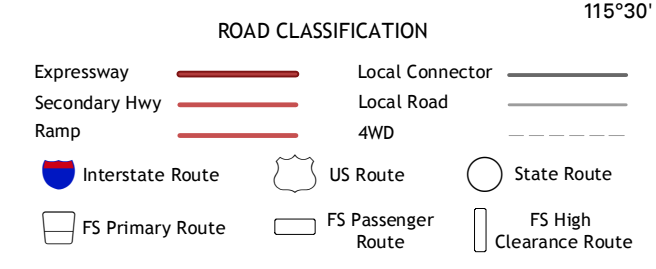 115°30'
ROAD CLASSIFICATION
Expressway
Local Connector
Secondary Hwy
Local Road
Ramp
4WD
Interstate Route
US Route
State Route
FS Primary Route
FS Passenger
Route
FS High
Clearance Route